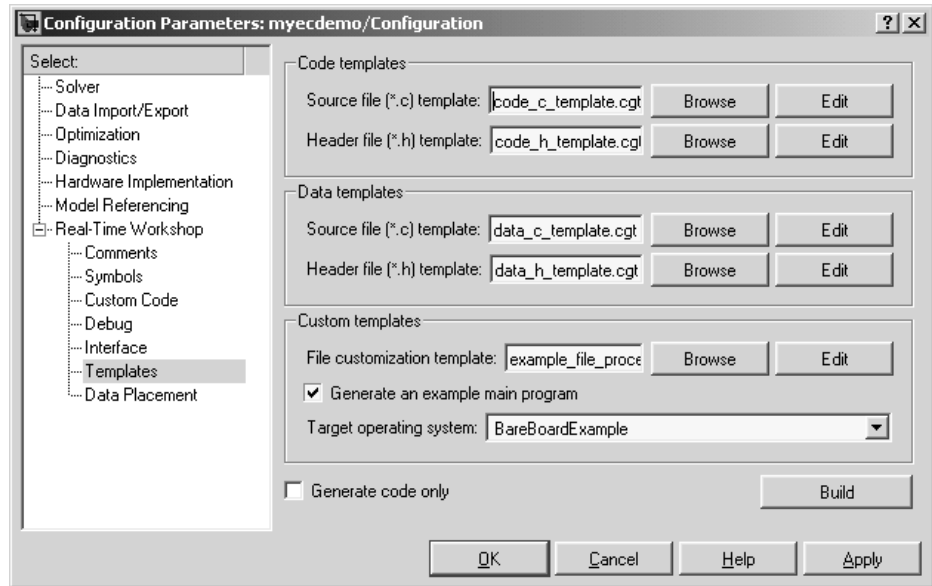 Configuration Parameters: myecdemo/Configuration
Select:
Solver
Data Import/Export
Optimization
Diagnostics
Hardware Implementation
Model Referencing
Real-Time Workshop
Comments
Symbols
Custom Code
Debug
Interface
Templates
Data Placement
Code templates
Source file (*.c) template: code_c_template.cgt Browse Edit
Header file (*.h) template: code_h_template.cgt Browse Edit
Data templates
Source file (*.c) template: data_c_template.cgt Browse Edit
Header file (*.h) template: data_h_template.cgt Browse Edit
Custom templates
File customization template: example_file_proce Browse Edit
Generate an example main program
Target operating system: BareBoardExample
Generate code only Build
OK Cancel Help Apply